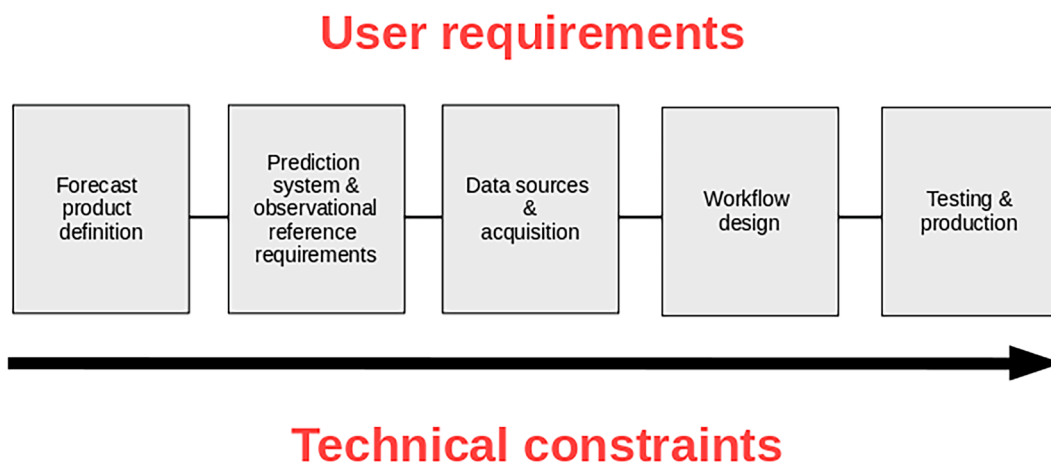 User requirements
Forecast
product
definition
Prediction
system &
observational
reference
requirements
Data sources
&
acquisition
Workflow
design
Testing &
production
Technical constraints